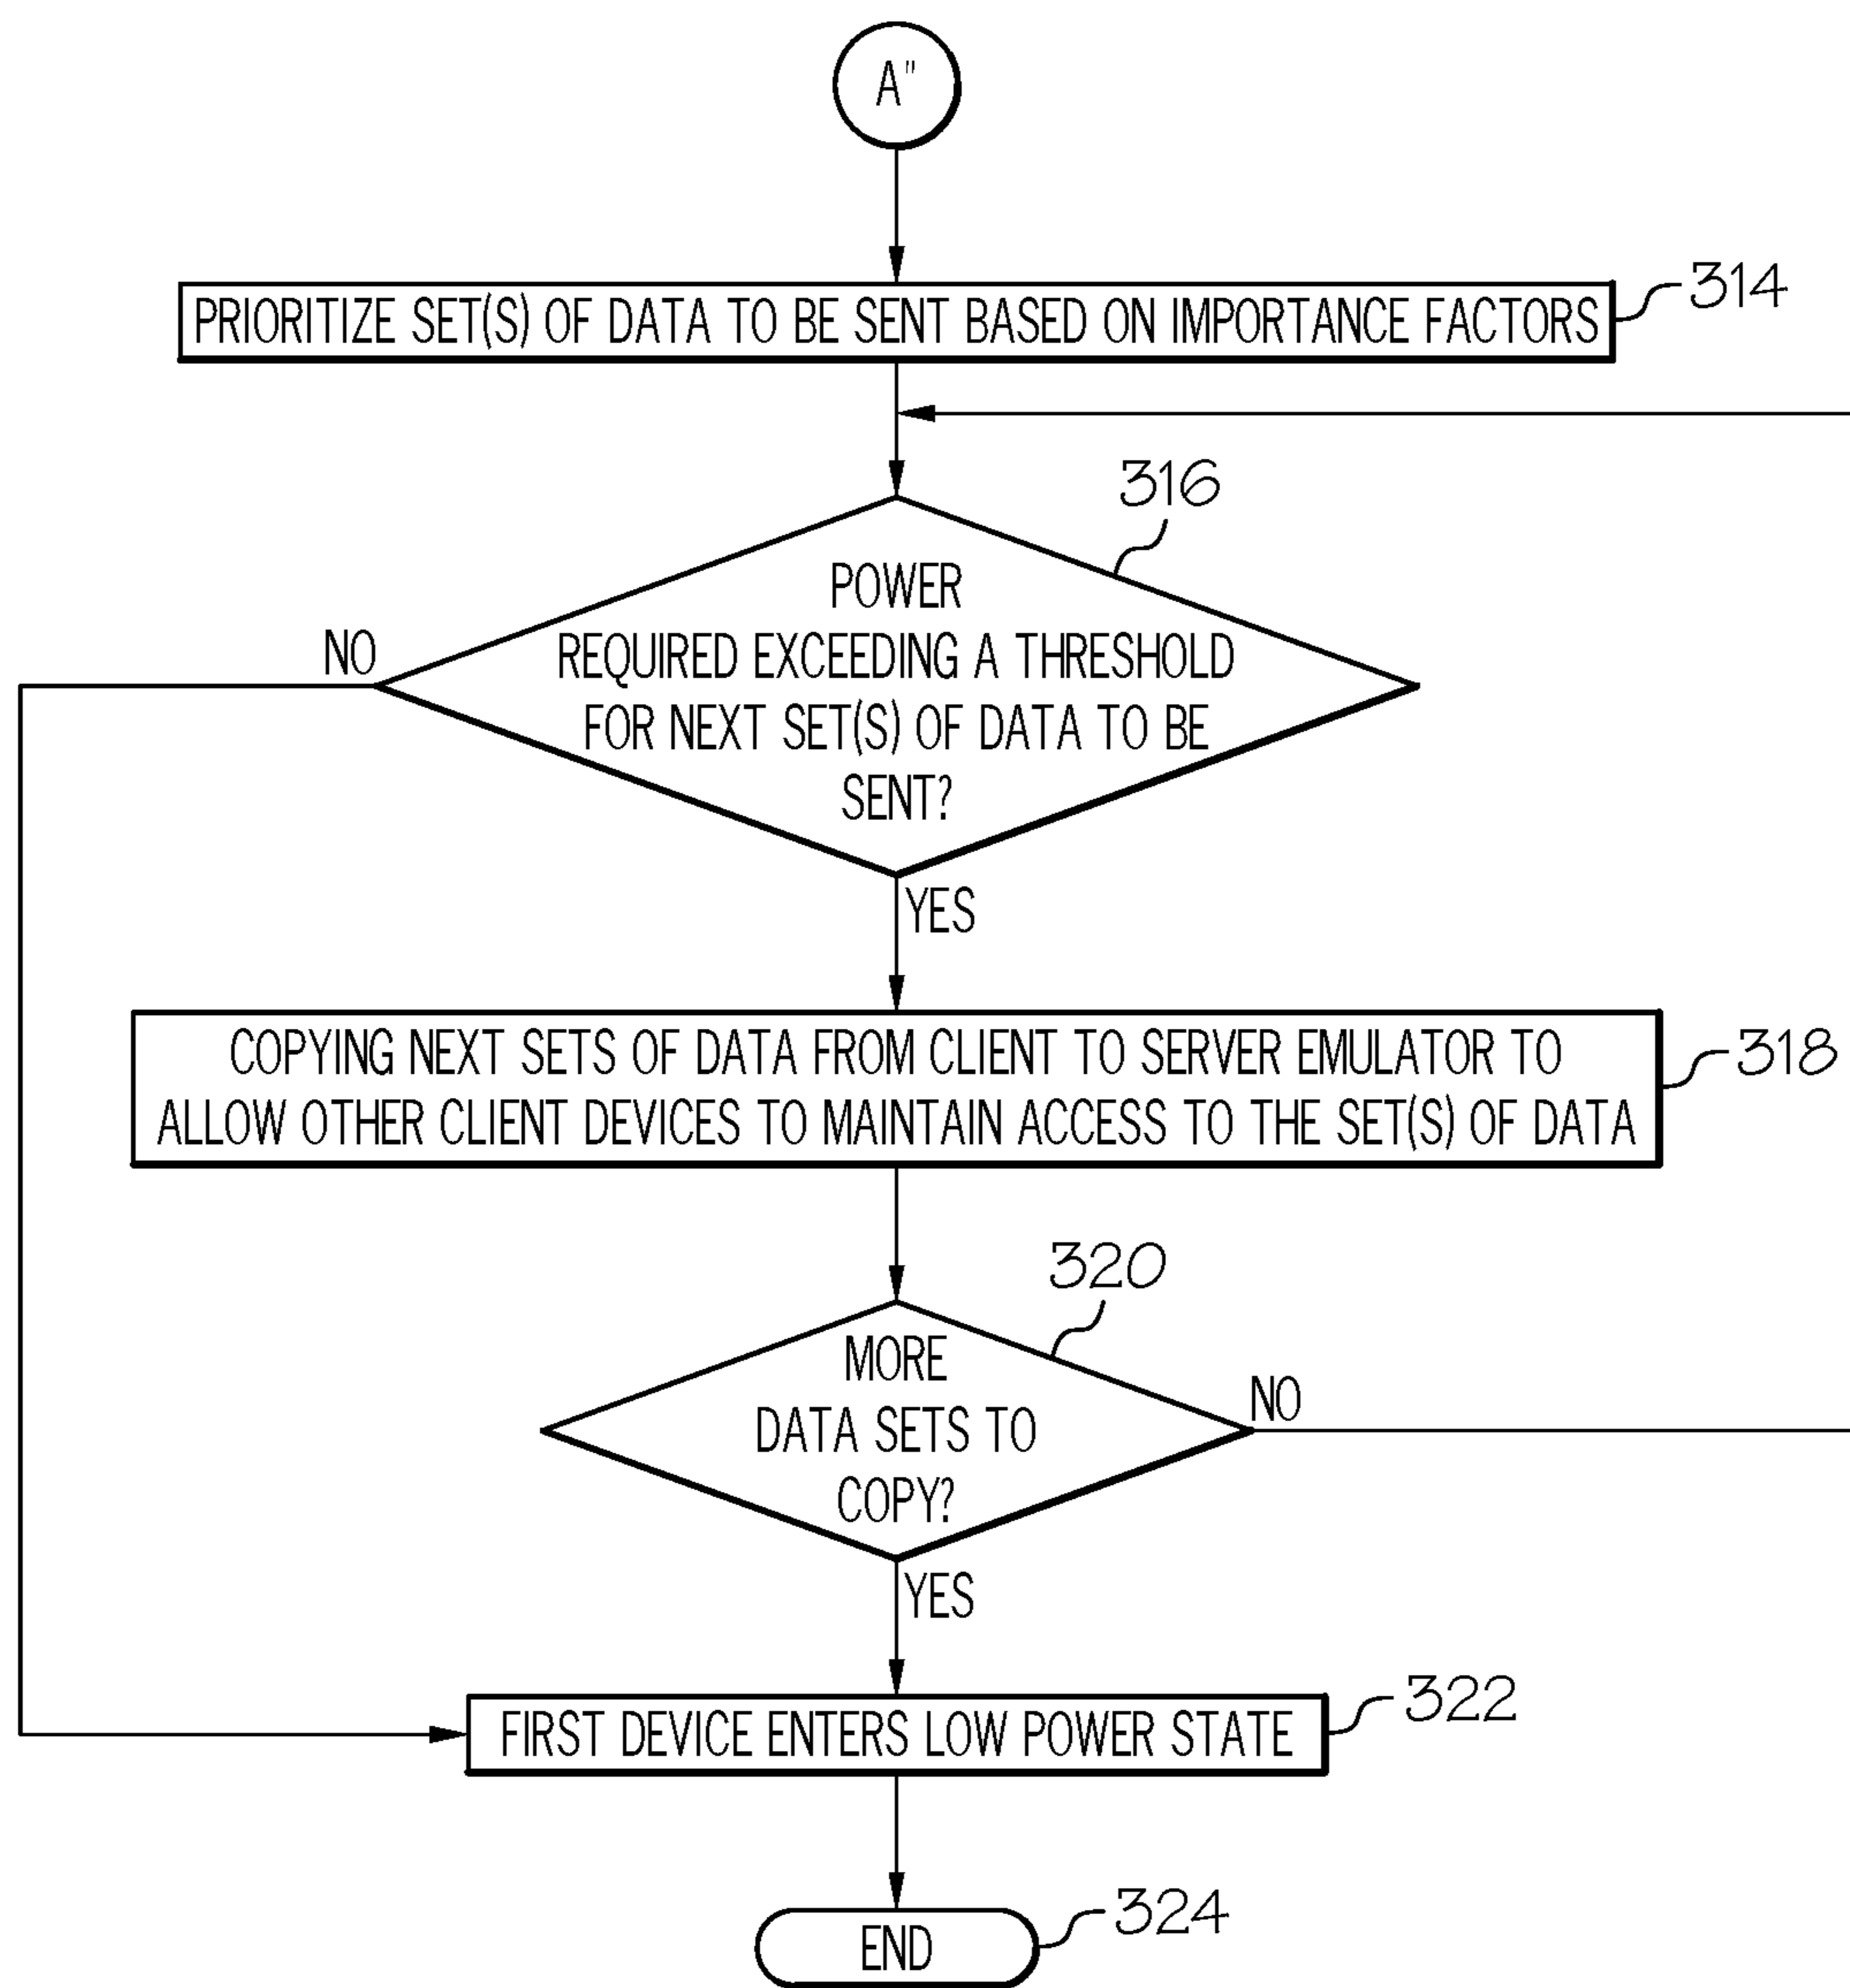 A"
PRIORITIZE SET(S) OF DATA TO BE SENT BASED ON IMPORTANCE FACTORS
314
316
POWER
REQUIRED EXCEEDING A THRESHOLD
FOR NEXT SET(S) OF DATA TO BE
SENT?
NO
YES
COPYING NEXT SETS OF DATA FROM CLIENT TO SERVER EMULATOR TO
ALLOW OTHER CLIENT DEVICES TO MAINTAIN ACCESS TO THE SET(S) OF DATA
318
320
MORE
DATA SETS TO
COPY?
NO
YES
FIRST DEVICE ENTERS LOW POWER STATE
322
END
324